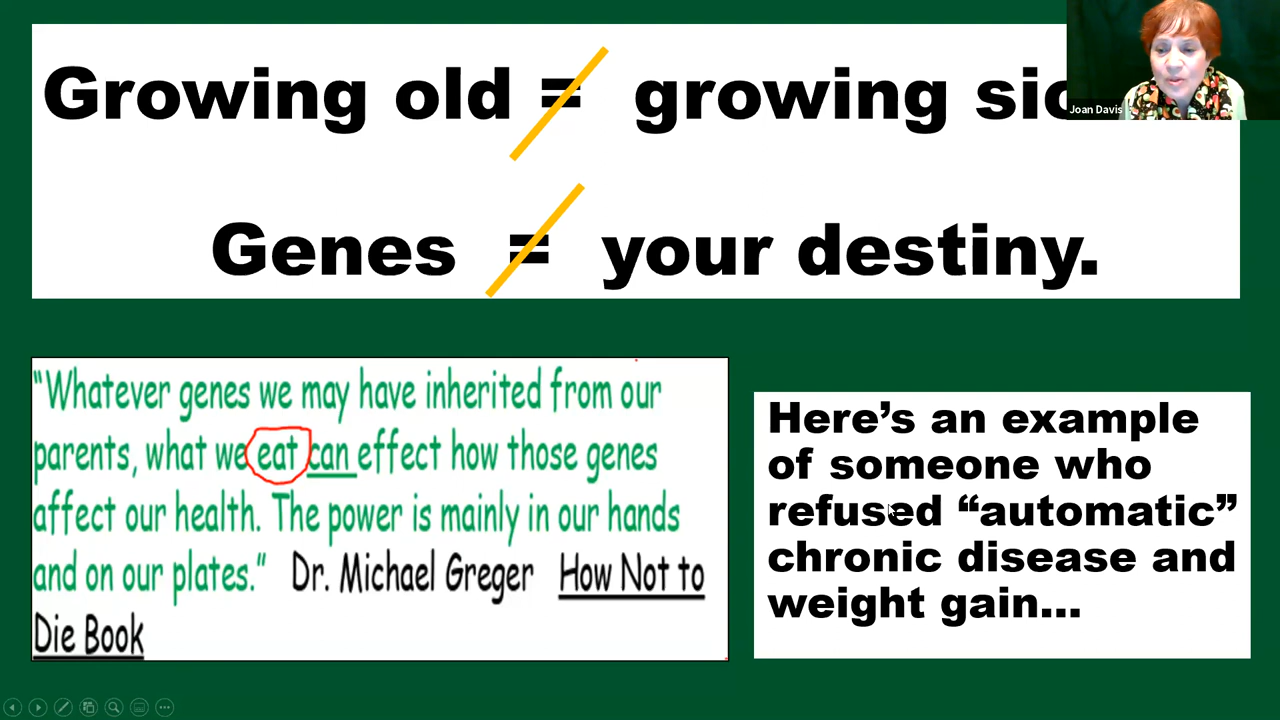 Growing old ≠ growing
Joan Davis
Genes ≠ your destiny.
“Whatever genes we may have inherited from our
parents, what we eat can effect how those genes
affect our health. The power is mainly in our hands
and on our plates.” Dr. Michael Greger How Not to
Die Book
Here’s an example
of someone who
refused “automatic”
chronic disease and
weight gain...